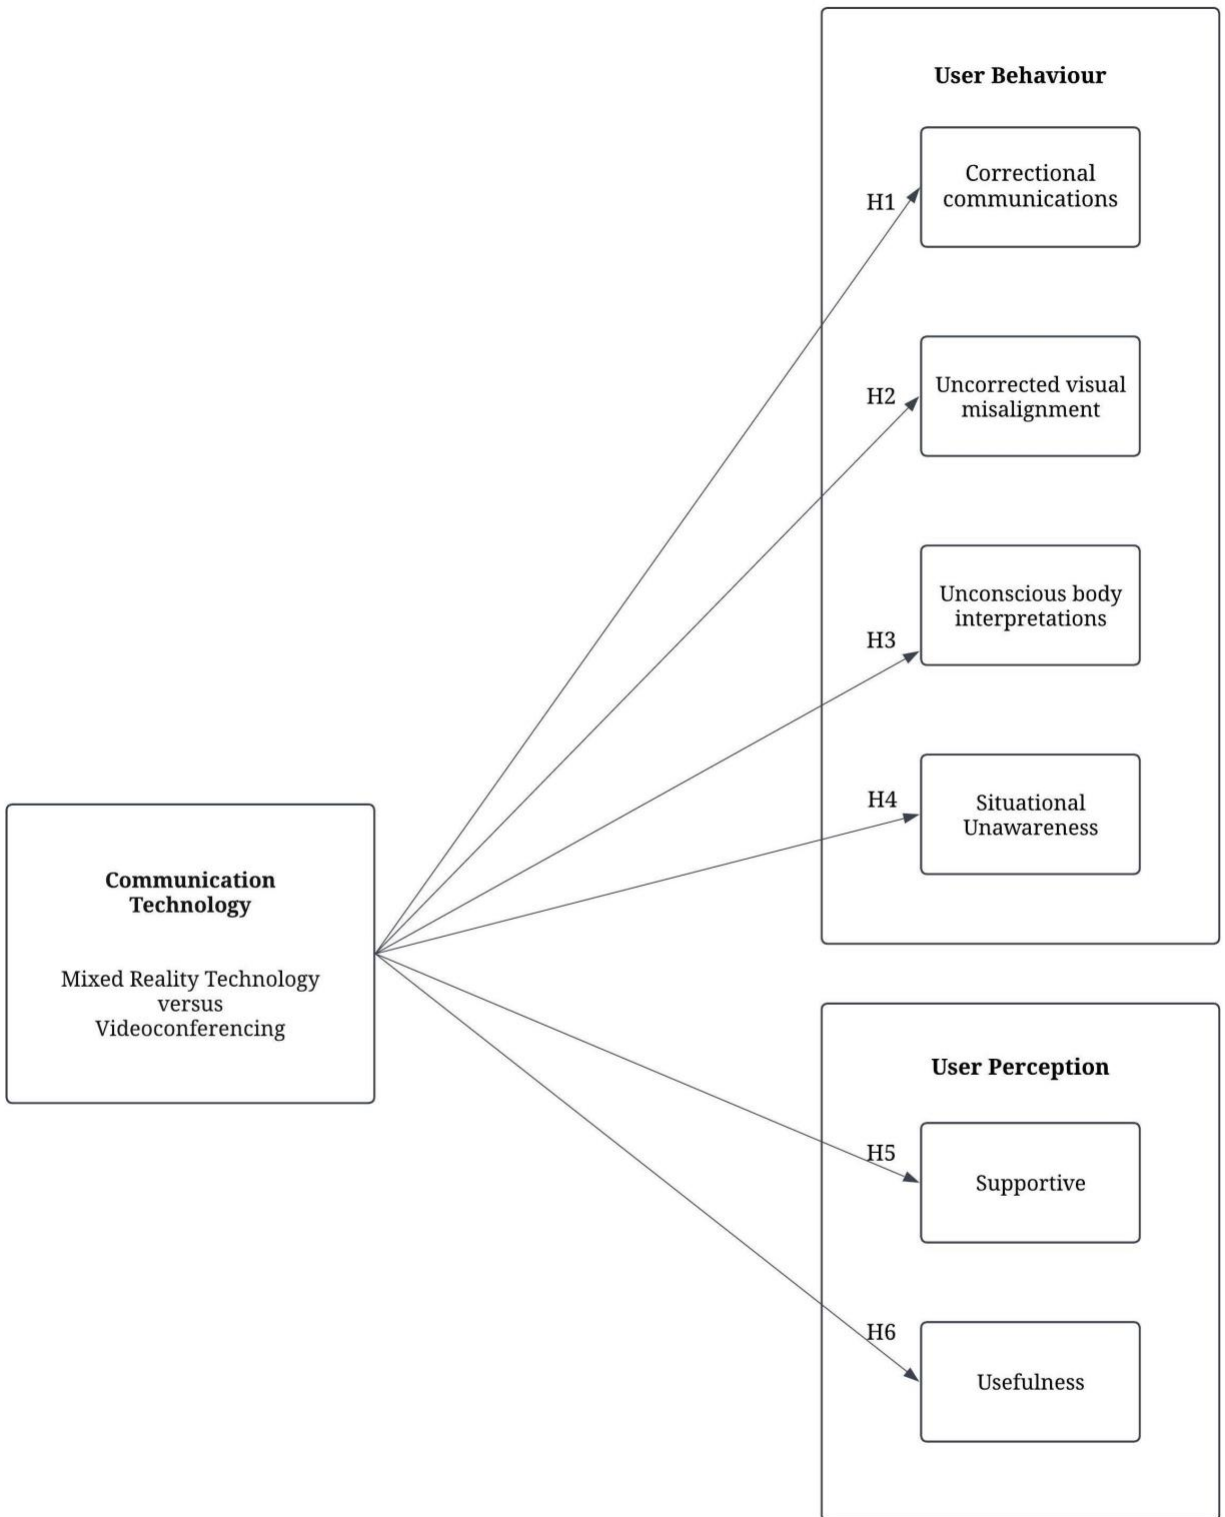 User Behaviour
Correctional
communications
H1
Uncorrected visual
misalignment
H2
Unconscious body
interpretations
H3
Situational
Unawareness
H4
Communication
Technology
Mixed Reality Technology
versus
Videoconferencing
User Perception
H5
Supportive
H6
Usefulness